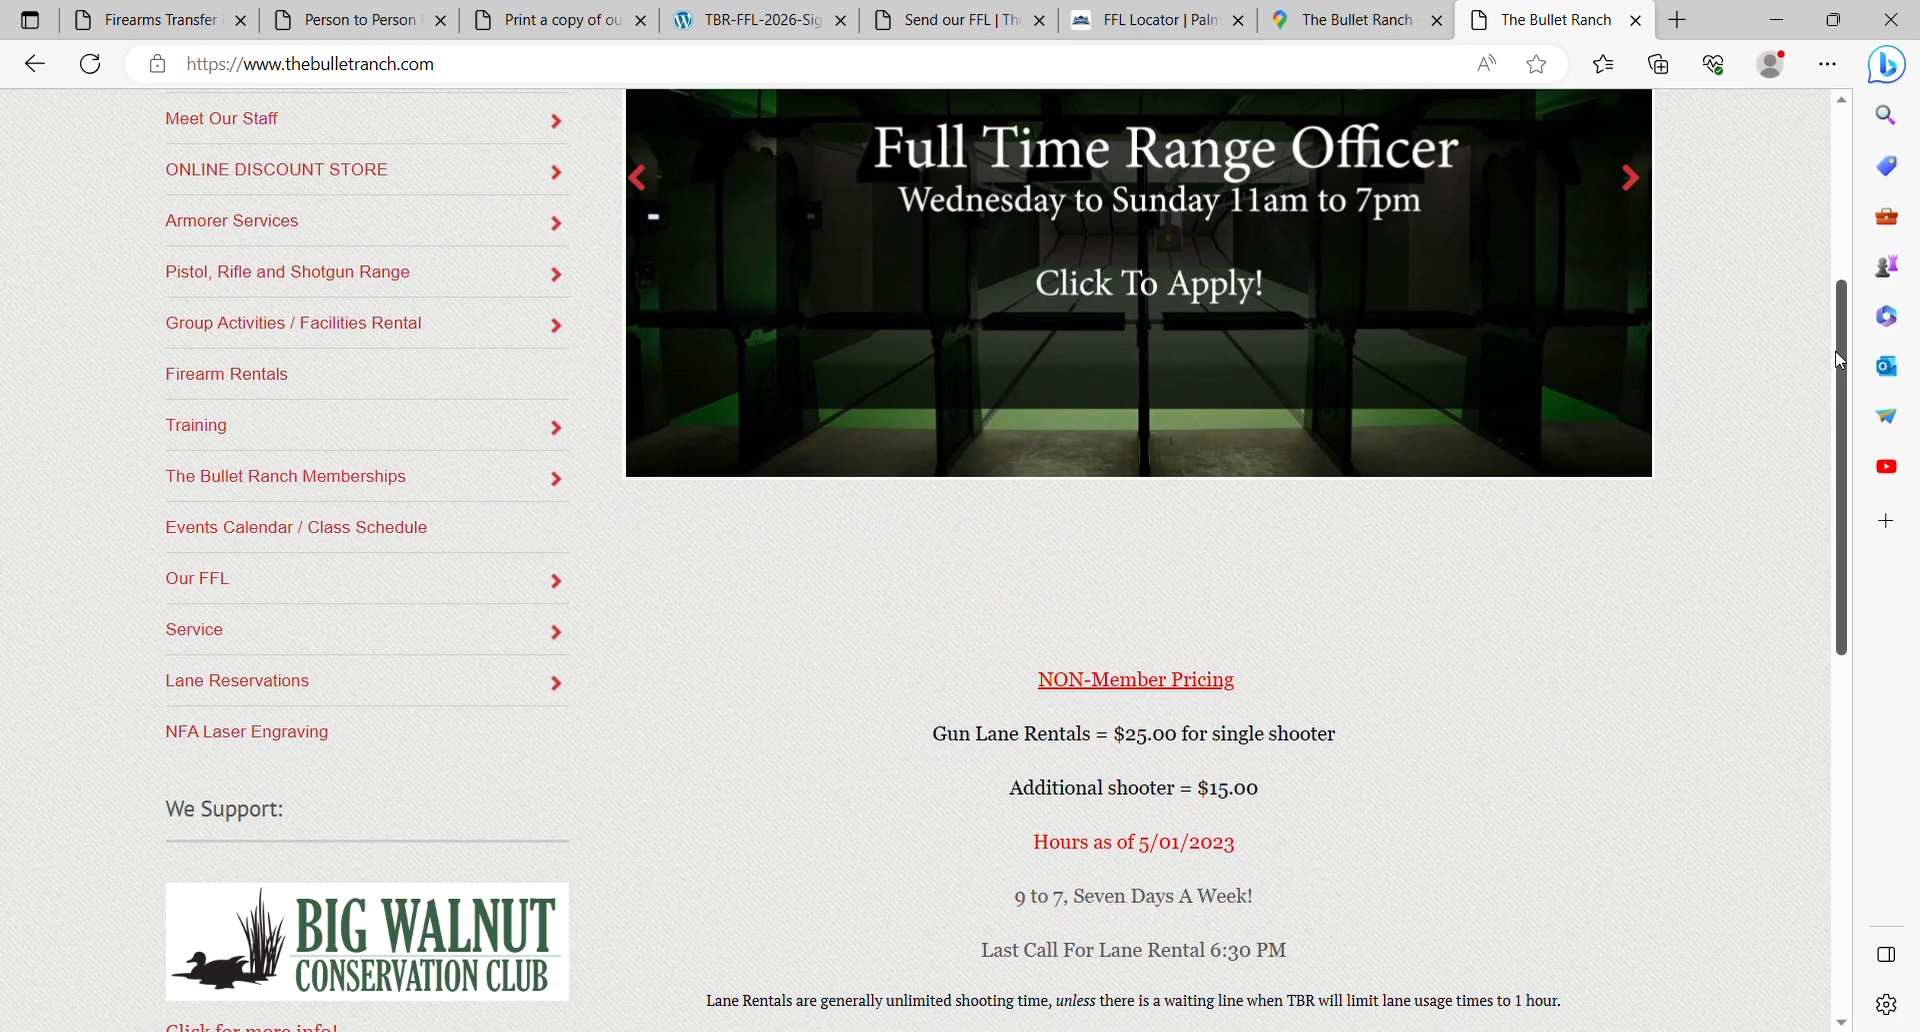 Firearms Transfer
Person to Person F
Print a copy of ou
TBR-FFL-2026-Sig
Send our FFL | The
FFL Locator | Palm
The Bullet Ranch
The Bullet Ranch
https://www.thebulletranch.com
Meet Our Staff
ONLINE DISCOUNT STORE
Armorer Services
Pistol, Rifle and Shotgun Range
Group Activities / Facilities Rental
Firearm Rentals
Training
The Bullet Ranch Memberships
Events Calendar / Class Schedule
Our FFL
Service
Lane Reservations
NFA Laser Engraving
We Support:
BIG WALNUT
CONSERVATION CLUB
Click for more info!
Full Time Range Officer
Wednesday to Sunday 11am to 7pm
Click To Apply!
NON-Member Pricing
Gun Lane Rentals = $25.00 for single shooter
Additional shooter = $15.00
Hours as of 5/01/2023
9 to 7, Seven Days A Week!
Last Call For Lane Rental 6:30 PM
Lane Rentals are generally unlimited shooting time, unless there is a waiting line when TBR will limit lane usage times to 1 hour.